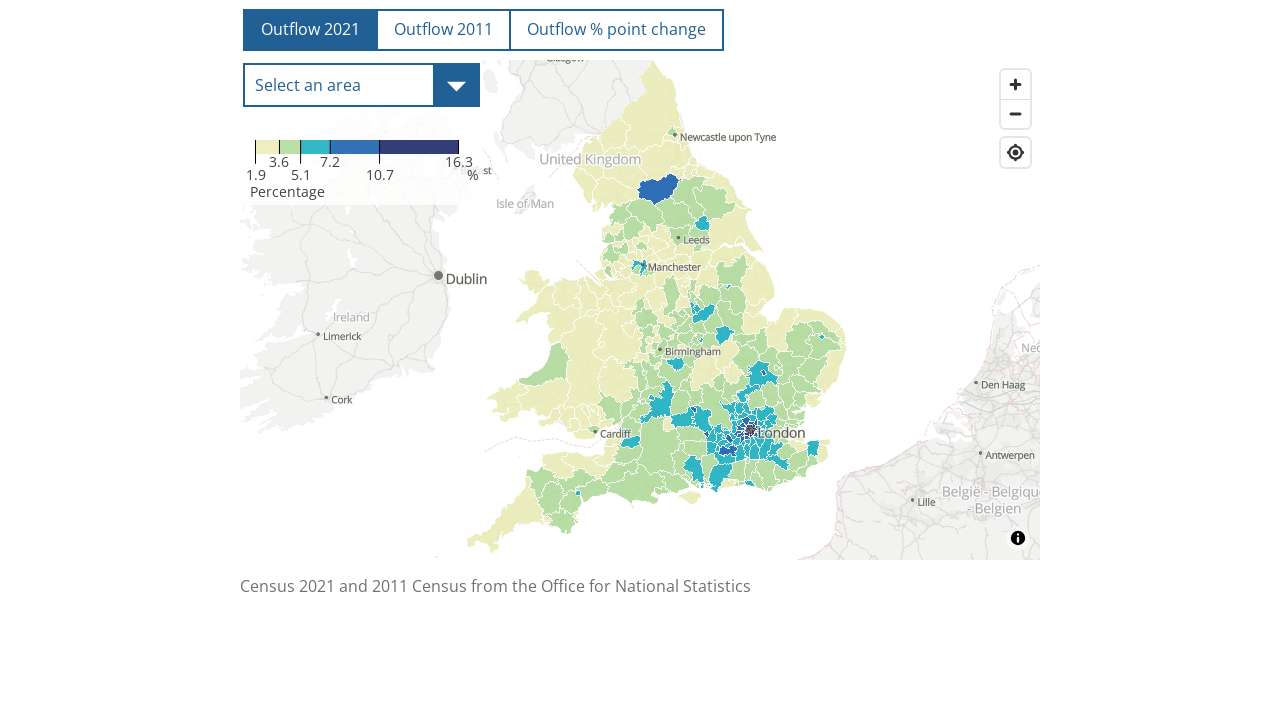 Outflow 2021
Outflow 2011
Outflow % point change
Select an area
Newcastle upon Tyne
United Kingdom
st
3.6
7.2
16.3
1.9
5.1
10.7
%
Percentage
Isle of Man
Leeds
Manchester
Dublin
Ireland
Limerick
Birmingham
Den Haag
Cork
Cardiff
London
Antwerpen
België - Belgique
- Belgien
Lille
Census 2021 and 2011 Census from the Office for National Statistics